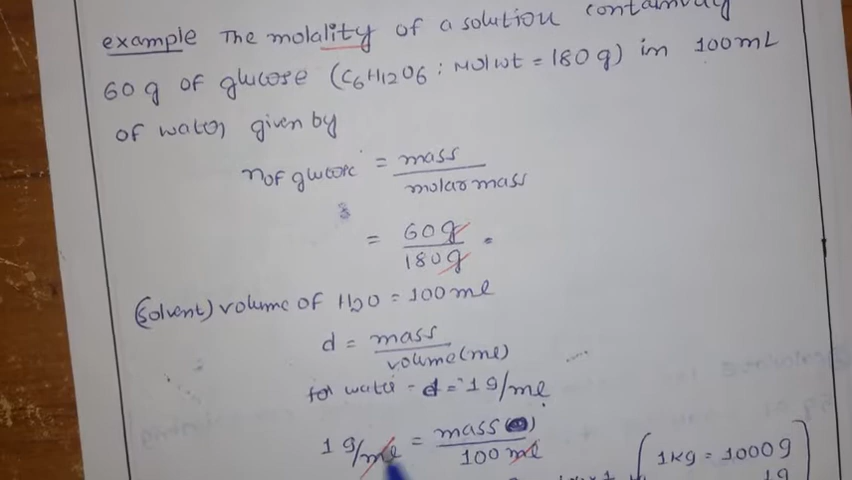 example The molality of a solution containing
60 g of glucose (C6H12O6 : Mol wt = 180 g) in 100 mL
of water, given by
n of glucose = mass / molar mass
= 60g / 180g
(solvent) volume of H2O = 100 ml
d = mass / volume (ml)
for water - d = 1 g/ml
1 g/ml = mass / 100 ml
1kg = 1000 g
1g